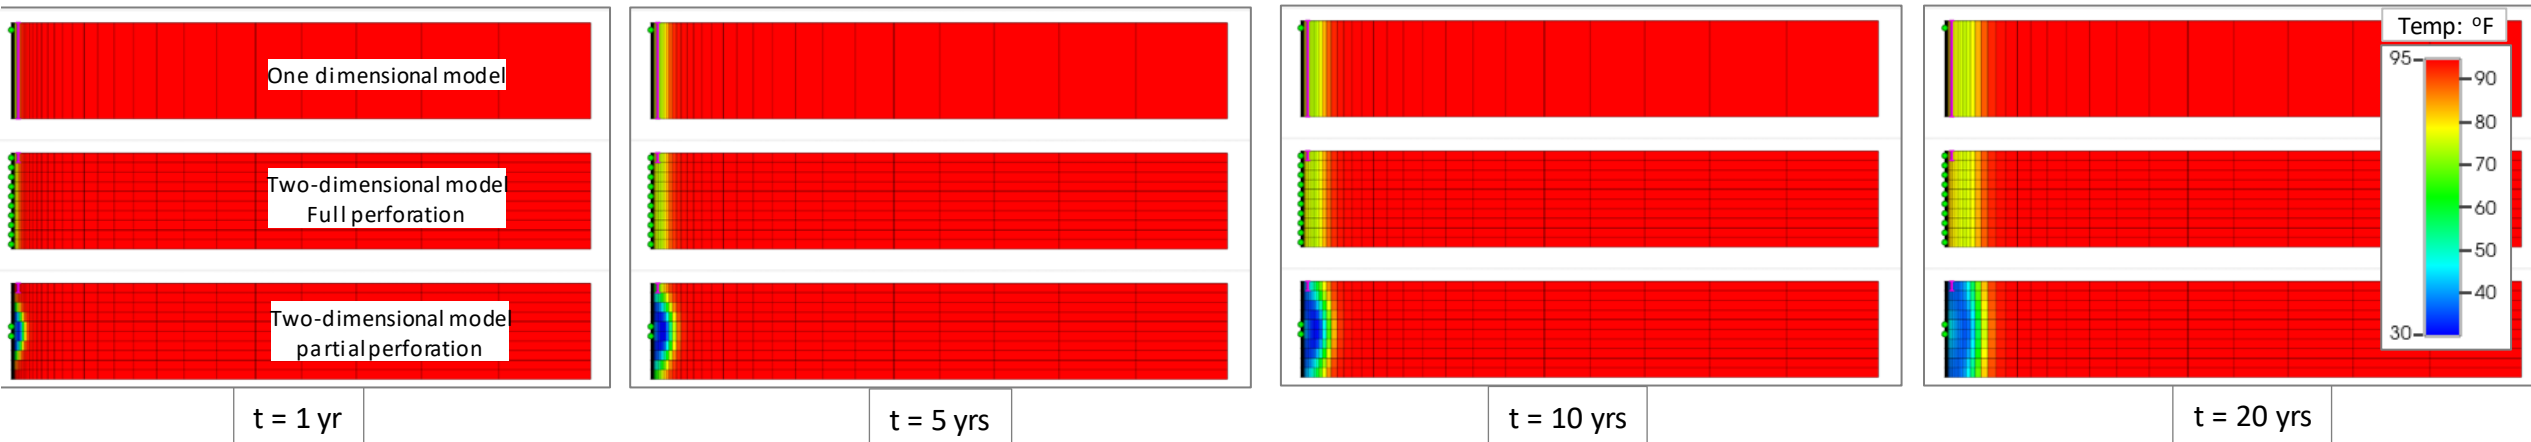 One dimensional model
Two-dimensional model
Full perforation
Two-dimensional model
partial perforation
t = 1 yr
t = 5 yrs
t = 10 yrs
t = 20 yrs
Temp: °F
95
90
80
70
60
50
40
30